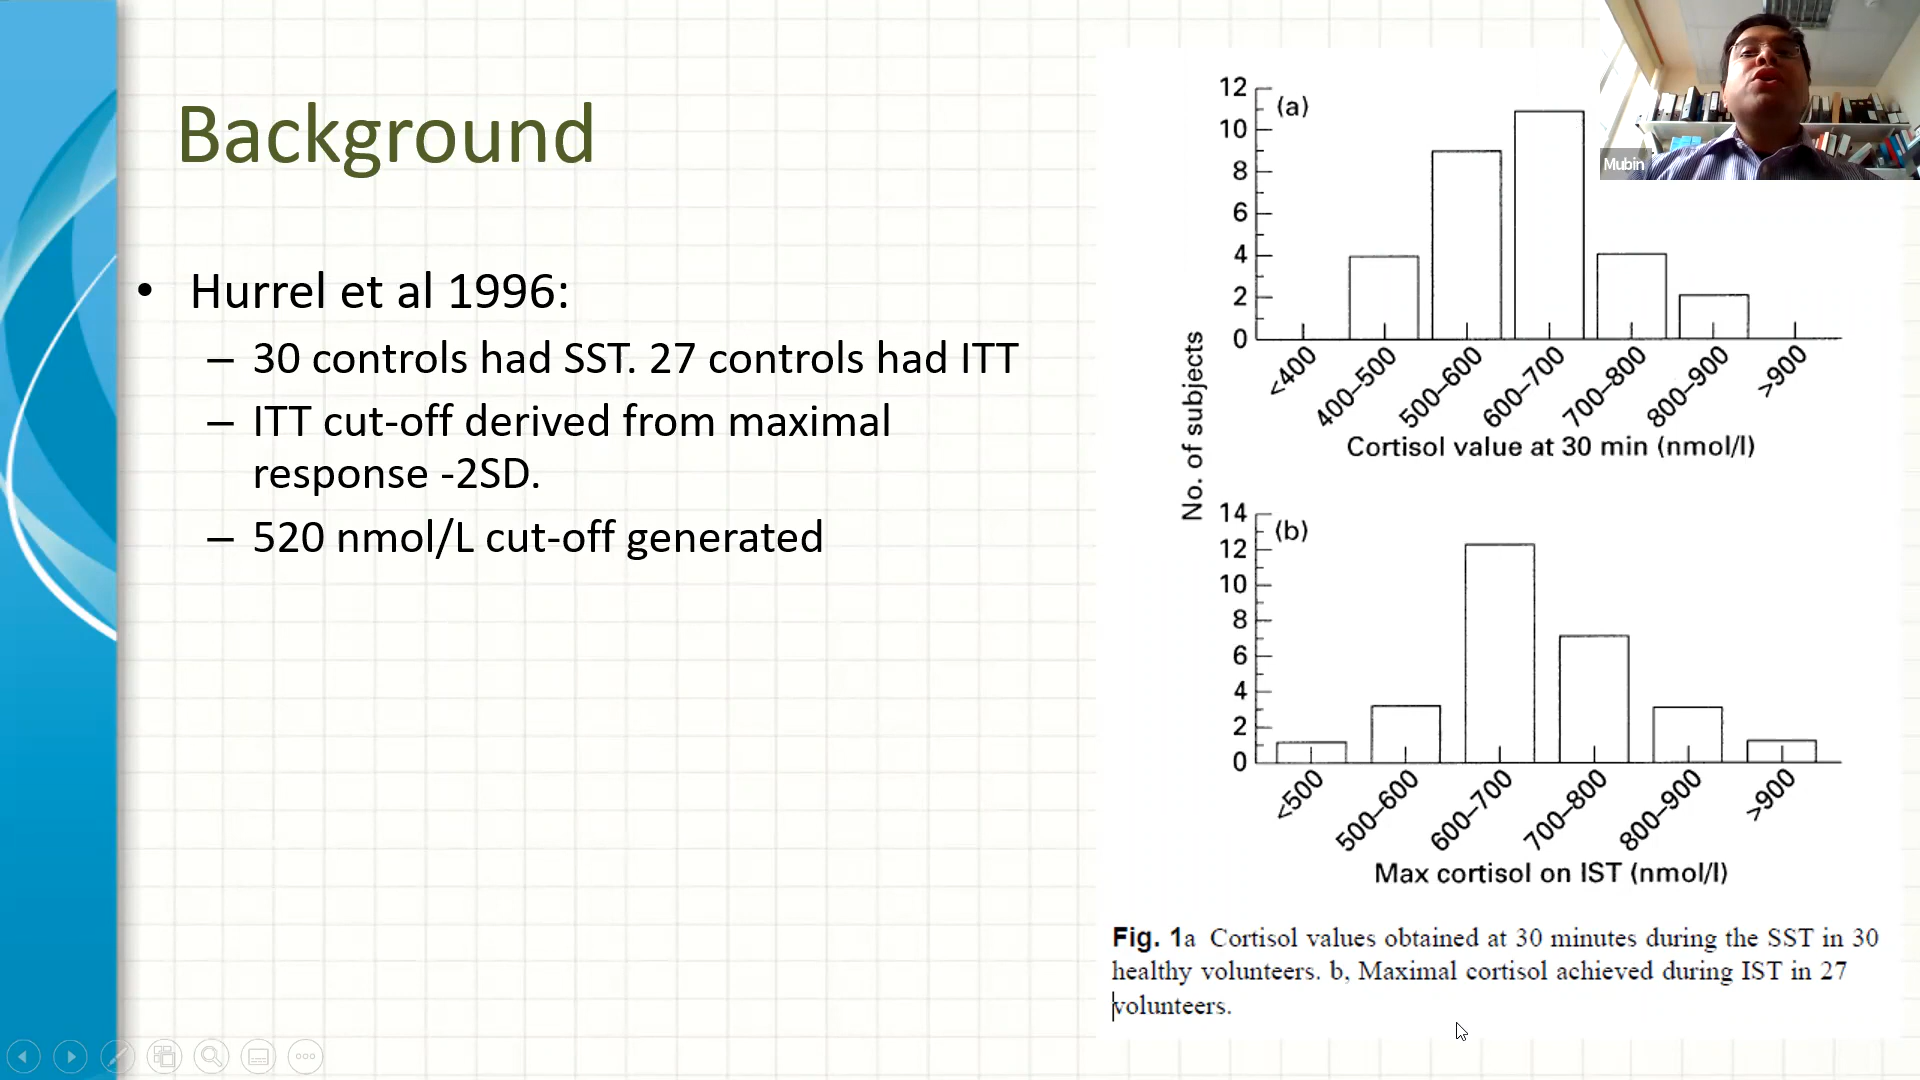 Background
• Hurrel et al 1996:
– 30 controls had SST. 27 controls had ITT
– ITT cut-off derived from maximal
response -2SD.
– 520 nmol/L cut-off generated
No. of subjects
(a)
12
10
8
6
4
2
0
<400
400–500
500–600
600–700
700–800
800–900
>900
Cortisol value at 30 min (nmol/l)
(b)
14
12
10
8
6
4
2
0
<500
500–600
600–700
700–800
800–900
>900
Max cortisol on IST (nmol/l)
Fig. 1a Cortisol values obtained at 30 minutes during the SST in 30
healthy volunteers. b, Maximal cortisol achieved during IST in 27
volunteers.
Mubin